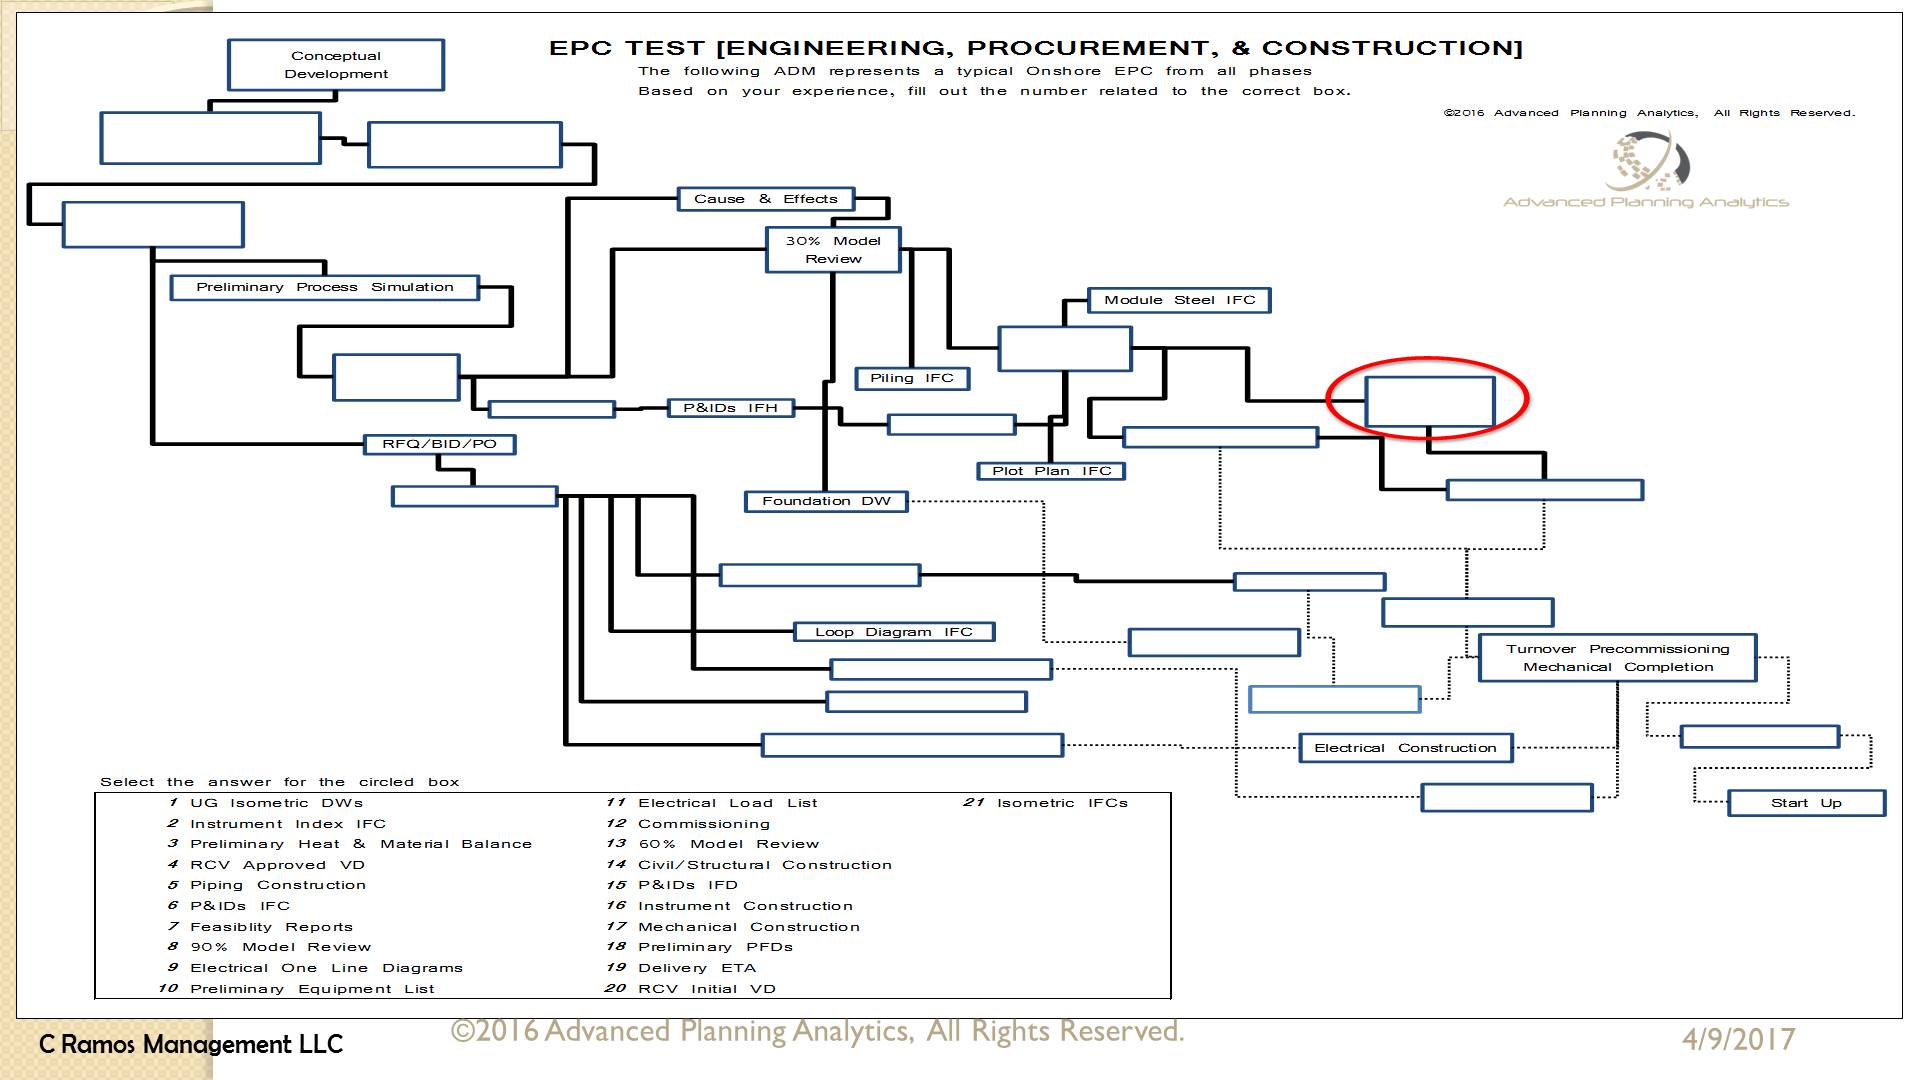 EPC TEST [ENGINEERING, PROCUREMENT, & CONSTRUCTION]
The following ADM represents a typical Onshore EPC from all phases
Based on your experience, fill out the number related to the correct box.
©2016 Advanced Planning Analytics, All Rights Reserved.
Advanced Planning Analytics
Conceptual
Development
Cause & Effects
30% Model
Review
Preliminary Process Simulation
Module Steel IFC
Piling IFC
P&IDs IFH
RFQ/BID/PO
Plot Plan IFC
Foundation DW
Loop Diagram IFC
Turnover Precommissioning
Mechanical Completion
Electrical Construction
Start Up
Select the answer for the circled box
1 UG Isometric DWs
2 Instrument Index IFC
3 Preliminary Heat & Material Balance
4 RCV Approved VD
5 Piping Construction
6 P&IDs IFC
7 Feasiblity Reports
8 90% Model Review
9 Electrical One Line Diagrams
10 Preliminary Equipment List
11 Electrical Load List
12 Commissioning
13 60% Model Review
14 Civil/Structural Construction
15 P&IDs IFD
16 Instrument Construction
17 Mechanical Construction
18 Preliminary PFDs
19 Delivery ETA
20 RCV Initial VD
21 Isometric IFCs
C Ramos Management LLC
©2016 Advanced Planning Analytics, All Rights Reserved.
4/9/2017